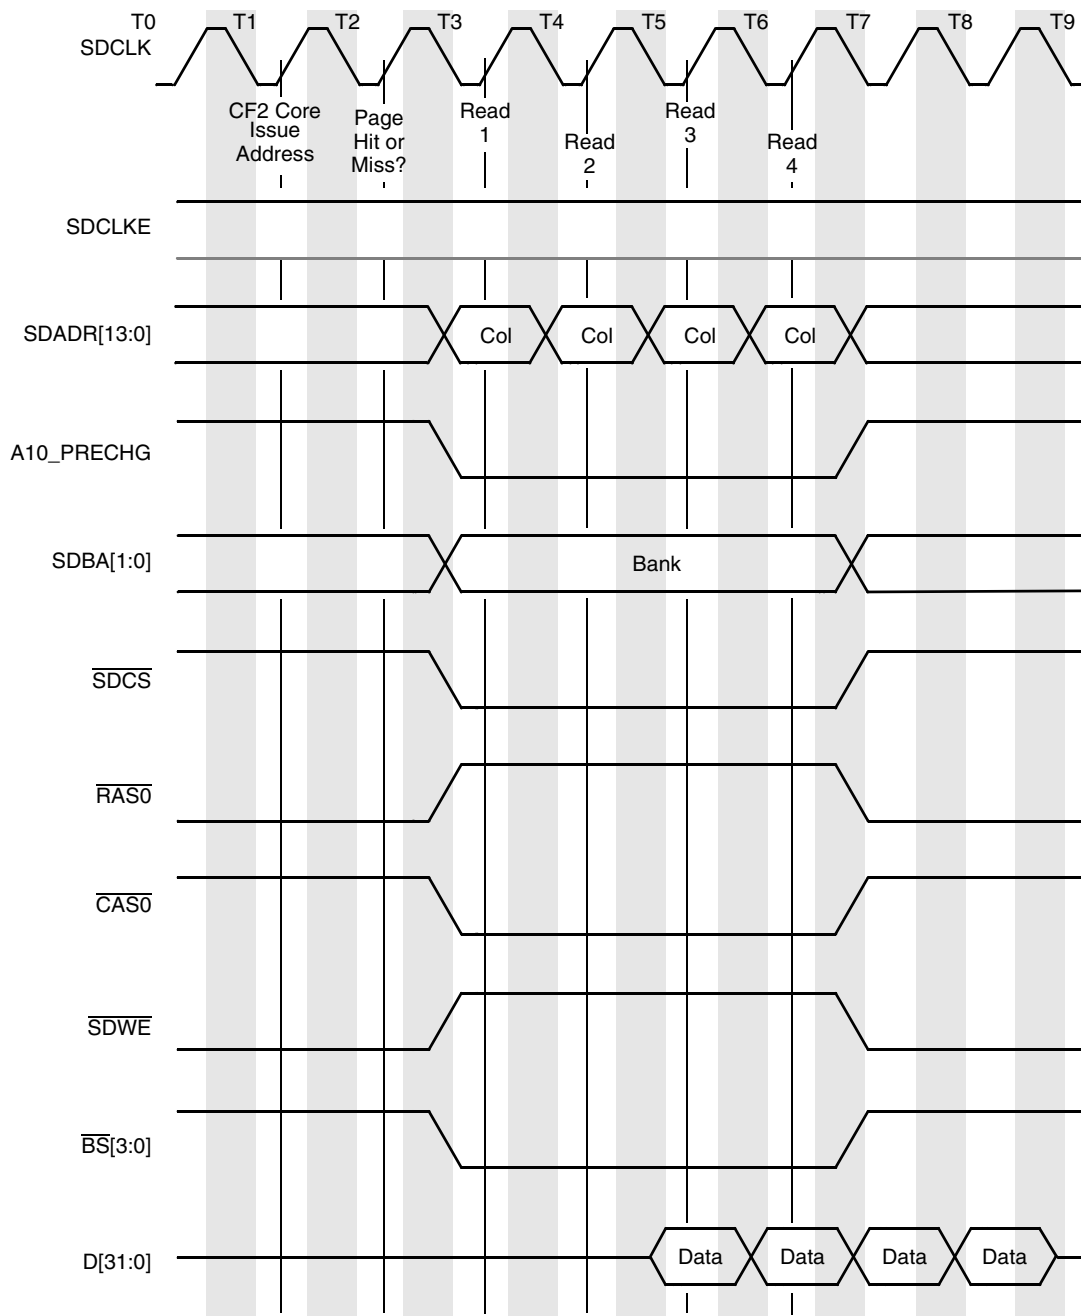 T0 T1 T2 T3 T4 T5 T6 T7 T8 T9
SDCLK
CF2 Core
Issue
Address
Page
Hit or
Miss?
Read
1
Read
2
Read
3
Read
4
SDCLKE
SDADR[13:0]
Col Col Col Col
A10_PRECHG
SDBA[1:0]
Bank
SDCS
RAS0
CAS0
SDWE
BS[3:0]
D[31:0]
Data Data Data Data